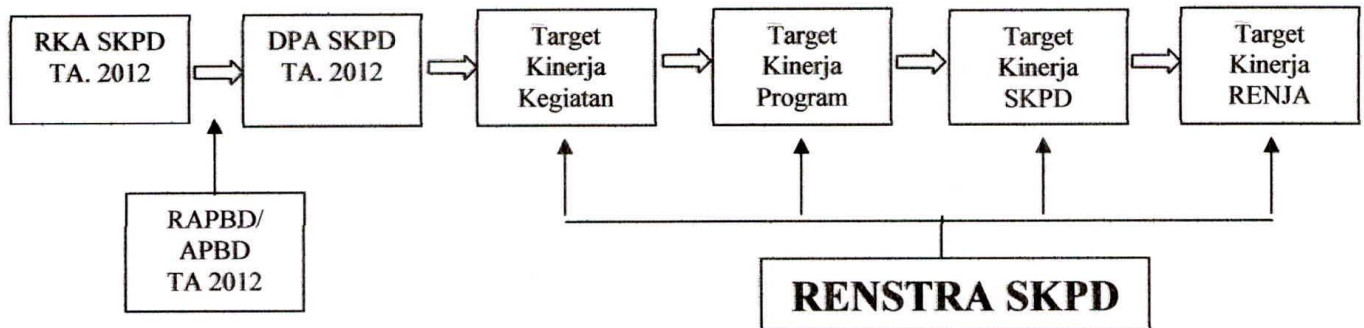 RKA SKPD
TA. 2012
DPA SKPD
TA. 2012
Target
Kinerja
Kegiatan
Target
Kinerja
Program
Target
Kinerja
SKPD
Target
Kinerja
RENJA
RAPBD/
APBD
TA 2012
RENSTRA SKPD